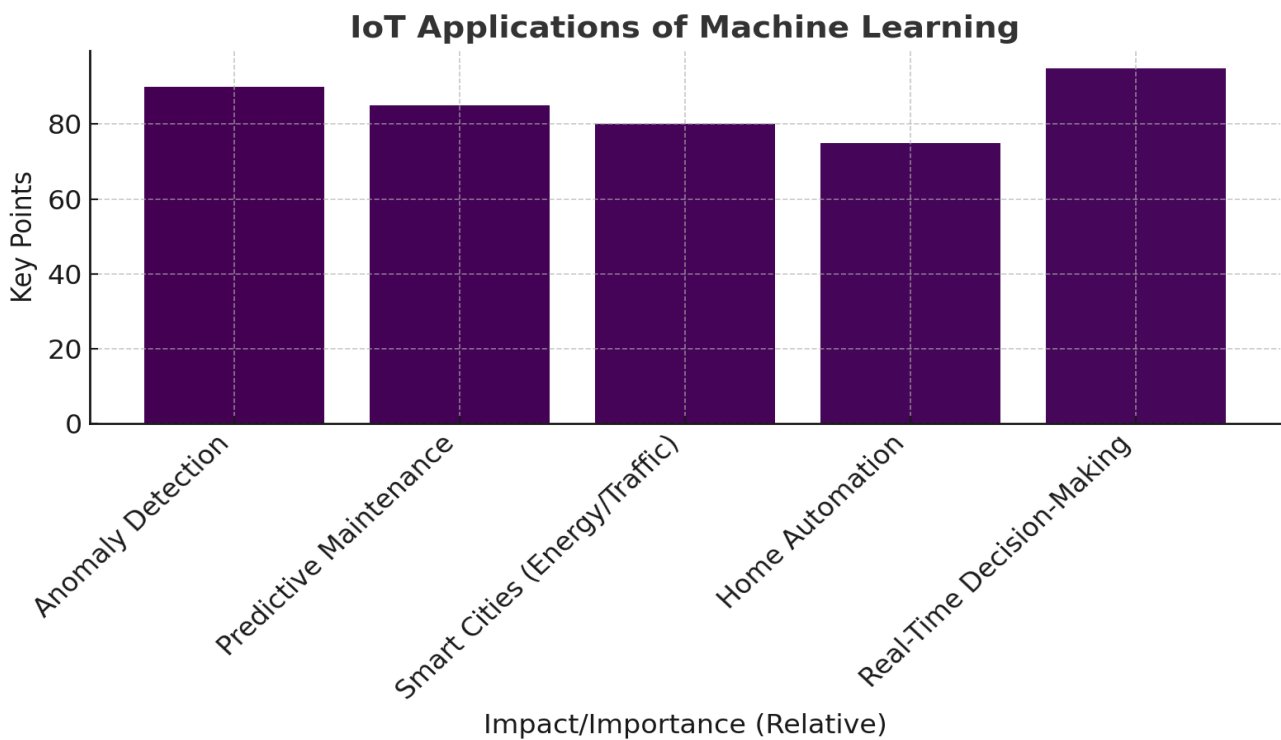 IoT Applications of Machine Learning
Key Points
80
60
40
20
0
Anomaly Detection
Predictive Maintenance
Smart Cities (Energy/Traffic)
Home Automation
Real-Time Decision-Making
Impact/Importance (Relative)